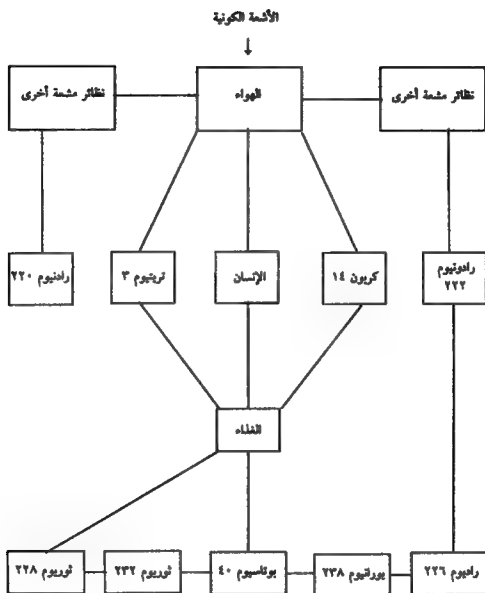 الأشعة الكونية
نظائر مشعة أخرى
الهواء
نظائر مشعة أخرى
رادونيوم
٢٢٢
كربون ١٤
الإنسان
تريتيوم ٣
رادنيوم ٢٢٠
الغذاء
راديوم ٢٢٦
يورانيوم ٢٣٨
بوتاسيوم ٤٠
ثوريوم ٢٣٢
ثوريوم ٢٢٨